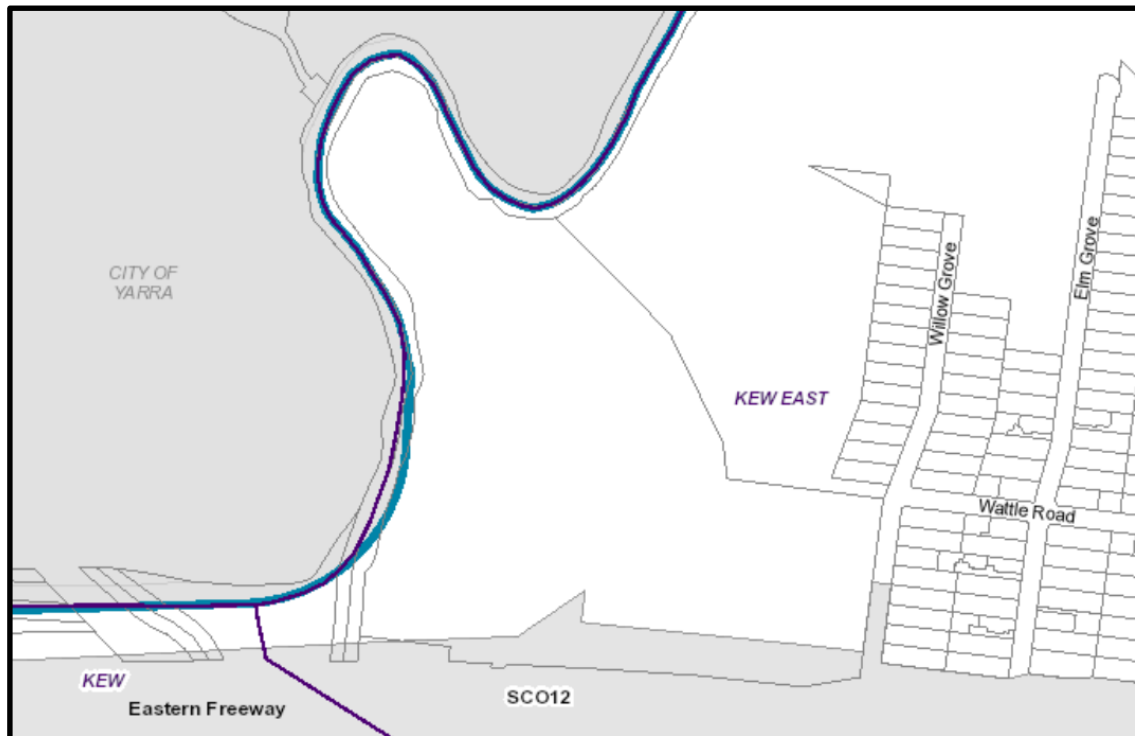 CITY OF
YARRA
Willow Grove
Elm Grove
KEW EAST
Wattle Road
KEW
Eastern Freeway
SCO12